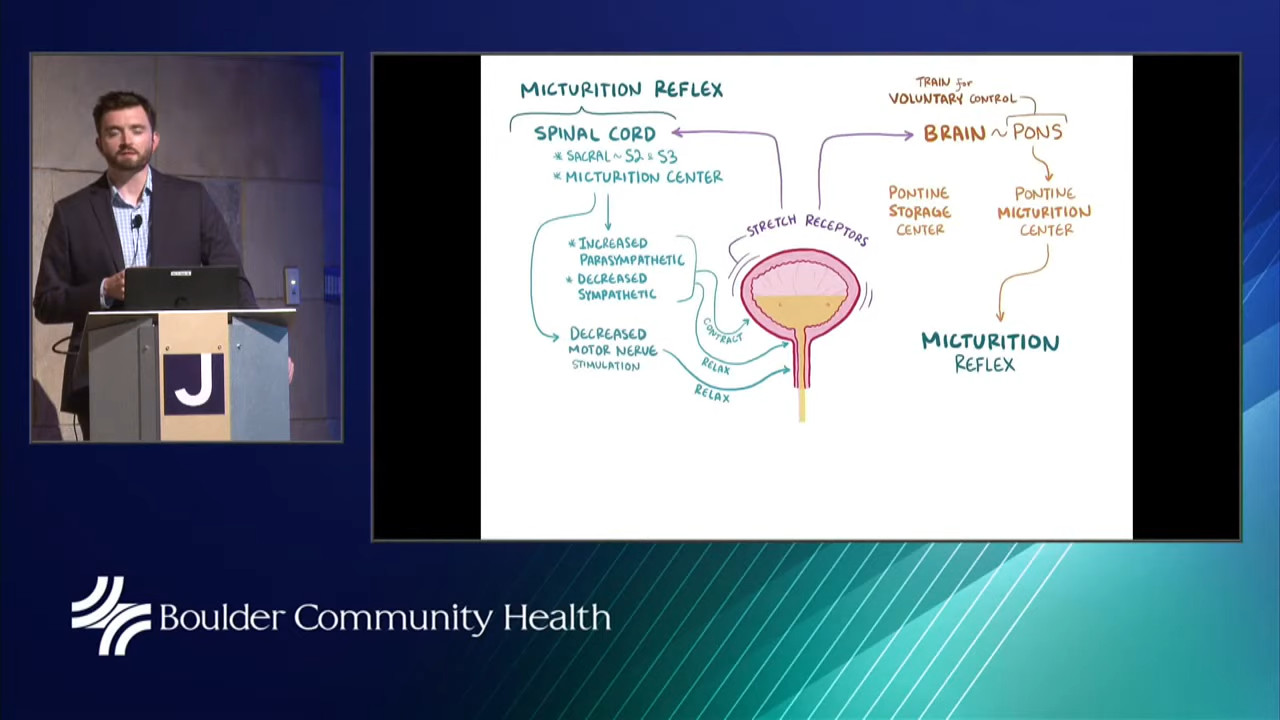 MICTURITION REFLEX
SPINAL CORD
* SACRAL ~ S2 & S3
* MICTURITION CENTER
* INCREASED
PARASYMPATHETIC
* DECREASED
SYMPATHETIC
DECREASED
MOTOR NERVE
STIMULATION
CONTRACT
RELAX
RELAX
STRETCH RECEPTORS
TRAIN for
VOLUNTARY CONTROL
BRAIN ~ PONS
PONTINE
STORAGE
CENTER
PONTINE
MICTURITION
CENTER
MICTURITION
REFLEX
J
Boulder Community Health